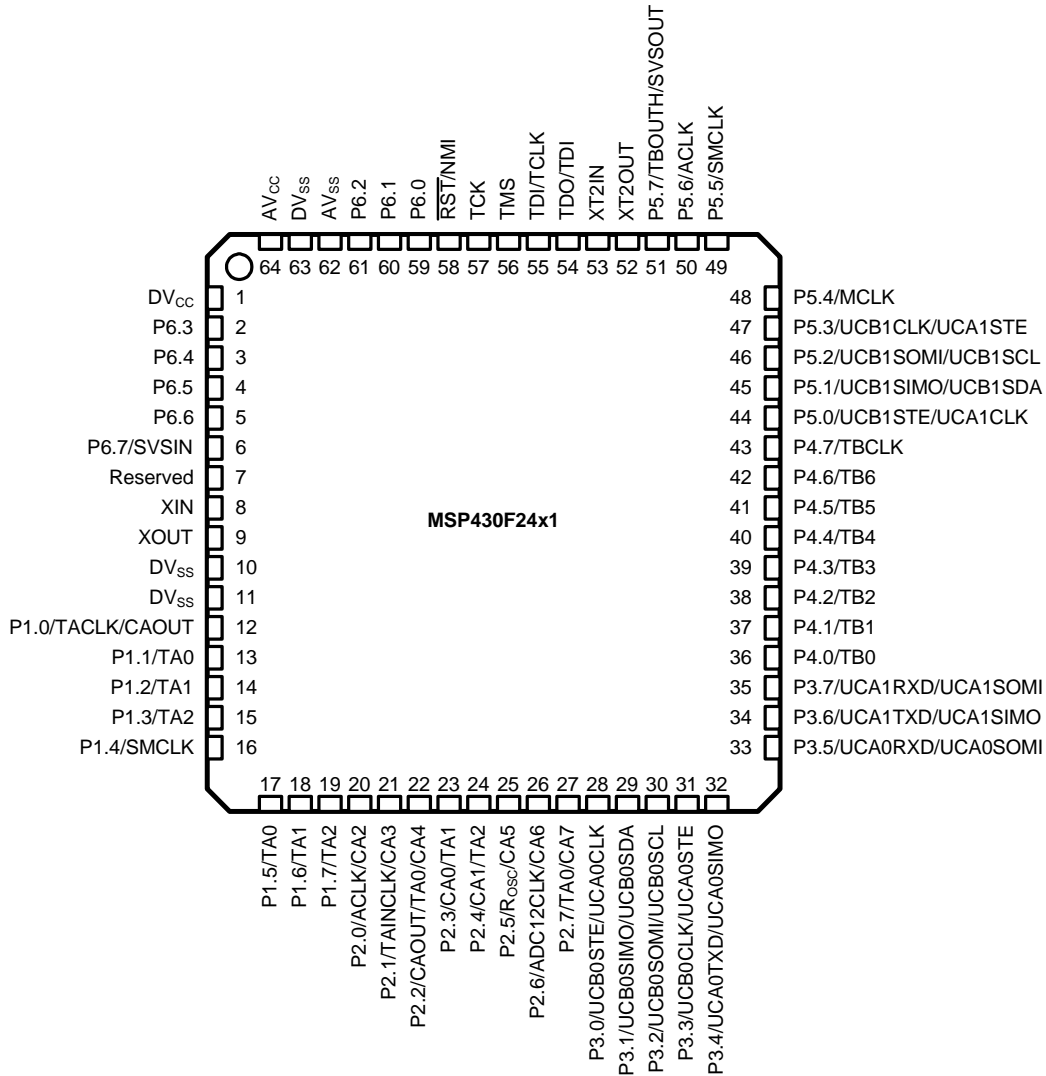 AVCC
DVSS
AVSS
P6.2
P6.1
P6.0
RST/NMI
TCK
TMS
TDI/TCLK
TDO/TDI
XT2IN
XT2OUT
P5.7/TBOUTH/SVSOUT
P5.6/ACLK
P5.5/SMCLK
64 63 62 61 60 59 58 57 56 55 54 53 52 51 50 49
DVCC 1 48 P5.4/MCLK
P6.3 2 47 P5.3/UCB1CLK/UCA1STE
P6.4 3 46 P5.2/UCB1SOMI/UCB1SCL
P6.5 4 45 P5.1/UCB1SIMO/UCB1SDA
P6.6 5 44 P5.0/UCB1STE/UCA1CLK
P6.7/SVSIN 6 43 P4.7/TBCLK
Reserved 7 42 P4.6/TB6
XIN 8 41 P4.5/TB5
MSP430F24x1
XOUT 9 40 P4.4/TB4
DVSS 10 39 P4.3/TB3
DVSS 11 38 P4.2/TB2
P1.0/TACLK/CAOUT 12 37 P4.1/TB1
P1.1/TA0 13 36 P4.0/TB0
P1.2/TA1 14 35 P3.7/UCA1RXD/UCA1SOMI
P1.3/TA2 15 34 P3.6/UCA1TXD/UCA1SIMO
P1.4/SMCLK 16 33 P3.5/UCA0RXD/UCA0SOMI
17 18 19 20 21 22 23 24 25 26 27 28 29 30 31 32
P1.5/TA0
P1.6/TA1
P1.7/TA2
P2.0/ACLK/CA2
P2.1/TAINCLK/CA3
P2.2/CAOUT/TA0/CA4
P2.3/CA0/TA1
P2.4/CA1/TA2
P2.5/ROSC/CA5
P2.6/ADC12CLK/CA6
P2.7/TA0/CA7
P3.0/UCB0STE/UCA0CLK
P3.1/UCB0SIMO/UCB0SDA
P3.2/UCB0SOMI/UCB0SCL
P3.3/UCB0CLK/UCA0STE
P3.4/UCA0TXD/UCA0SIMO